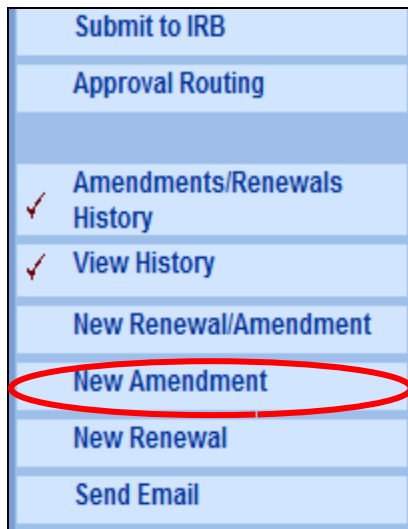 Submit to IRB
Approval Routing
Amendments/Renewals
History
View History
New Renewal/Amendment
New Amendment
New Renewal
Send Email